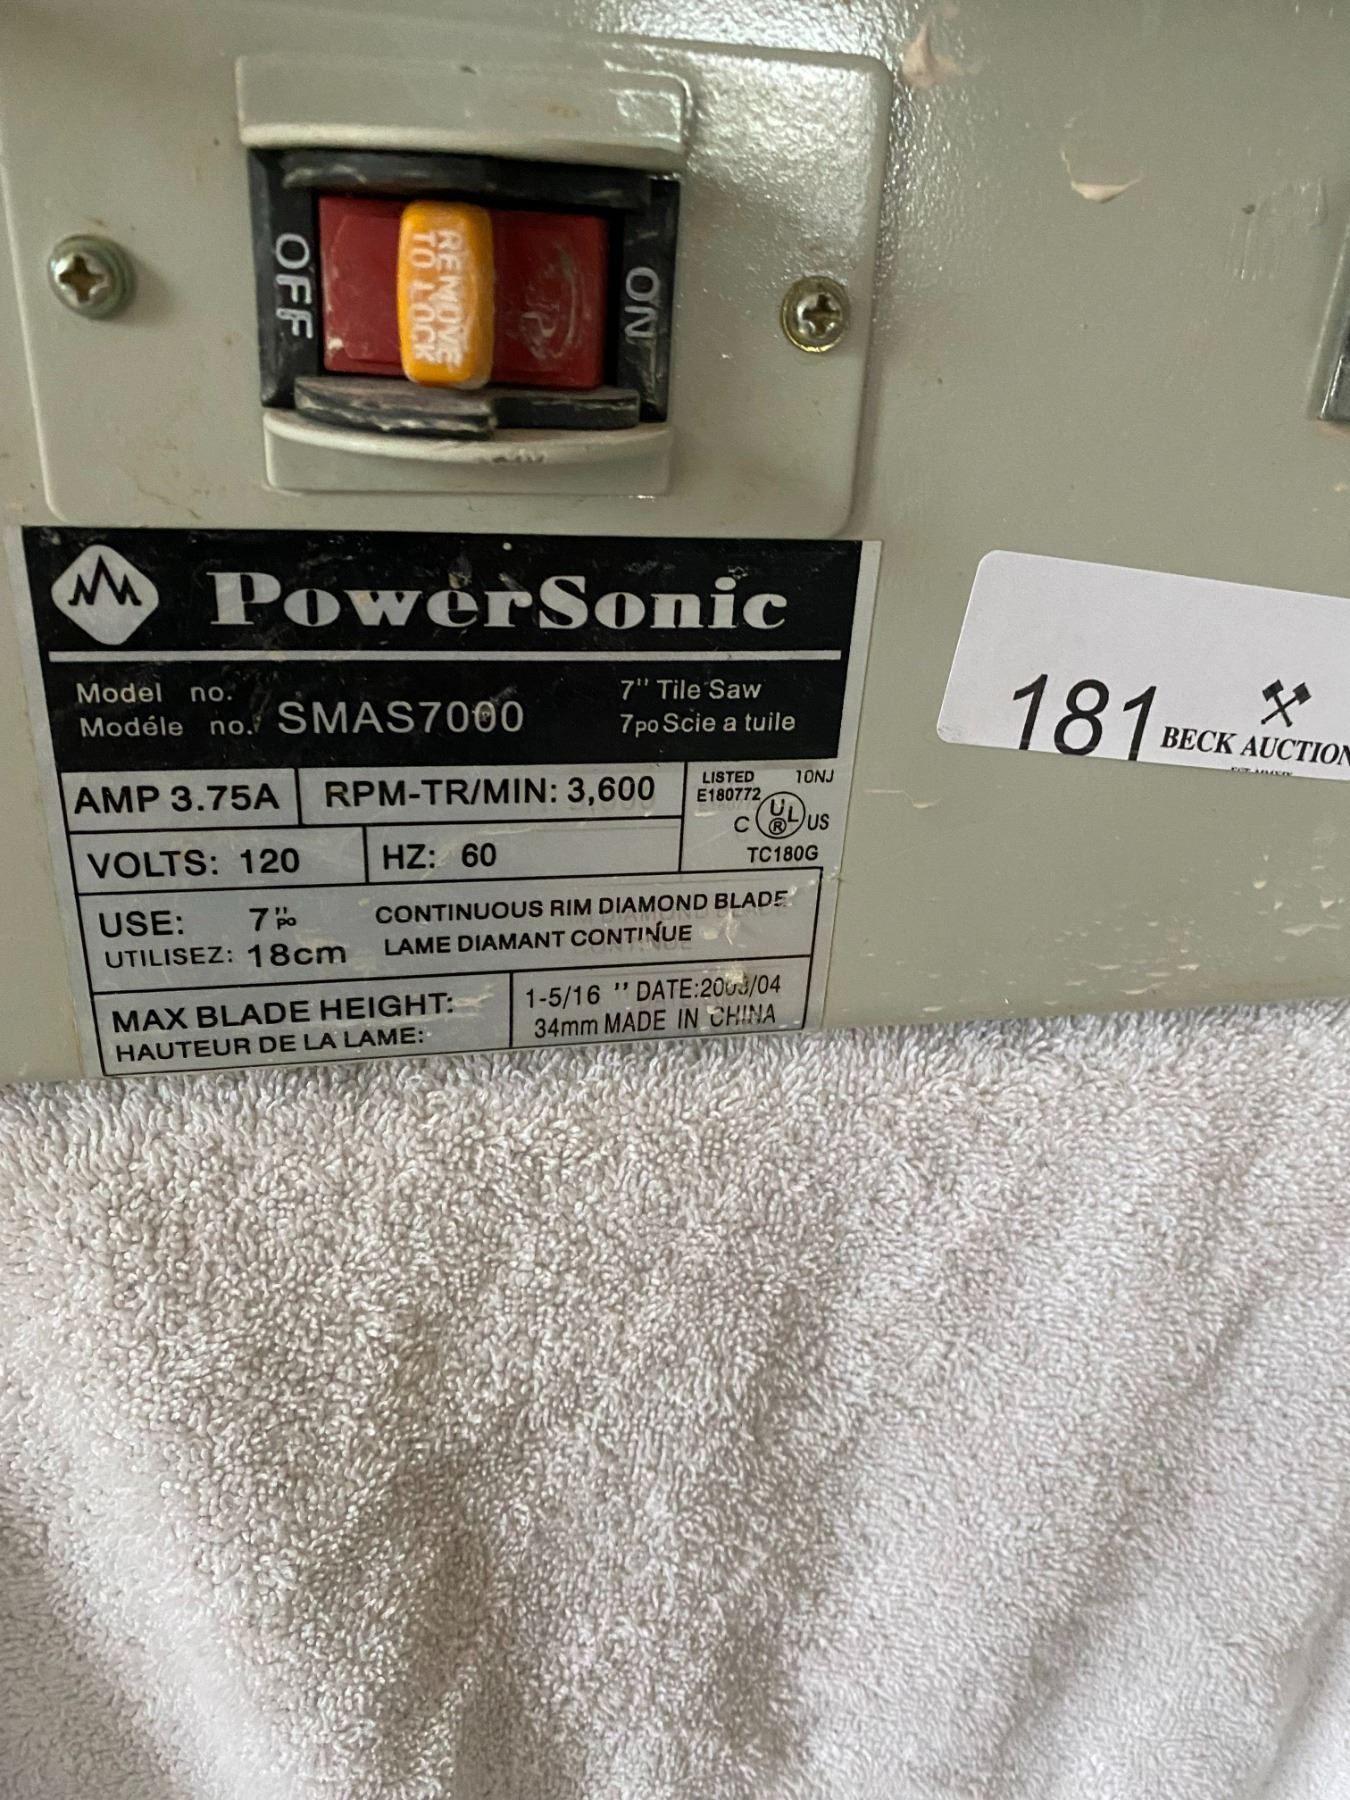 OFF
REMOVE
TO LOCK
ON
PowerSonic
Model no.
Modéle no. SMAS7000
7" Tile Saw
7po Scie a tuile
AMP 3.75A
RPM-TR/MIN: 3,600
LISTED 10NJ
E180772
C UL® US
TC180G
VOLTS: 120
HZ: 60
USE: 7"po
UTILISEZ: 18cm
CONTINUOUS RIM DIAMOND BLADE
LAME DIAMANT CONTINUE
MAX BLADE HEIGHT:
HAUTEUR DE LA LAME:
1-5/16 " DATE:
34mm MADE IN CHINA
181
BECK AUCTION